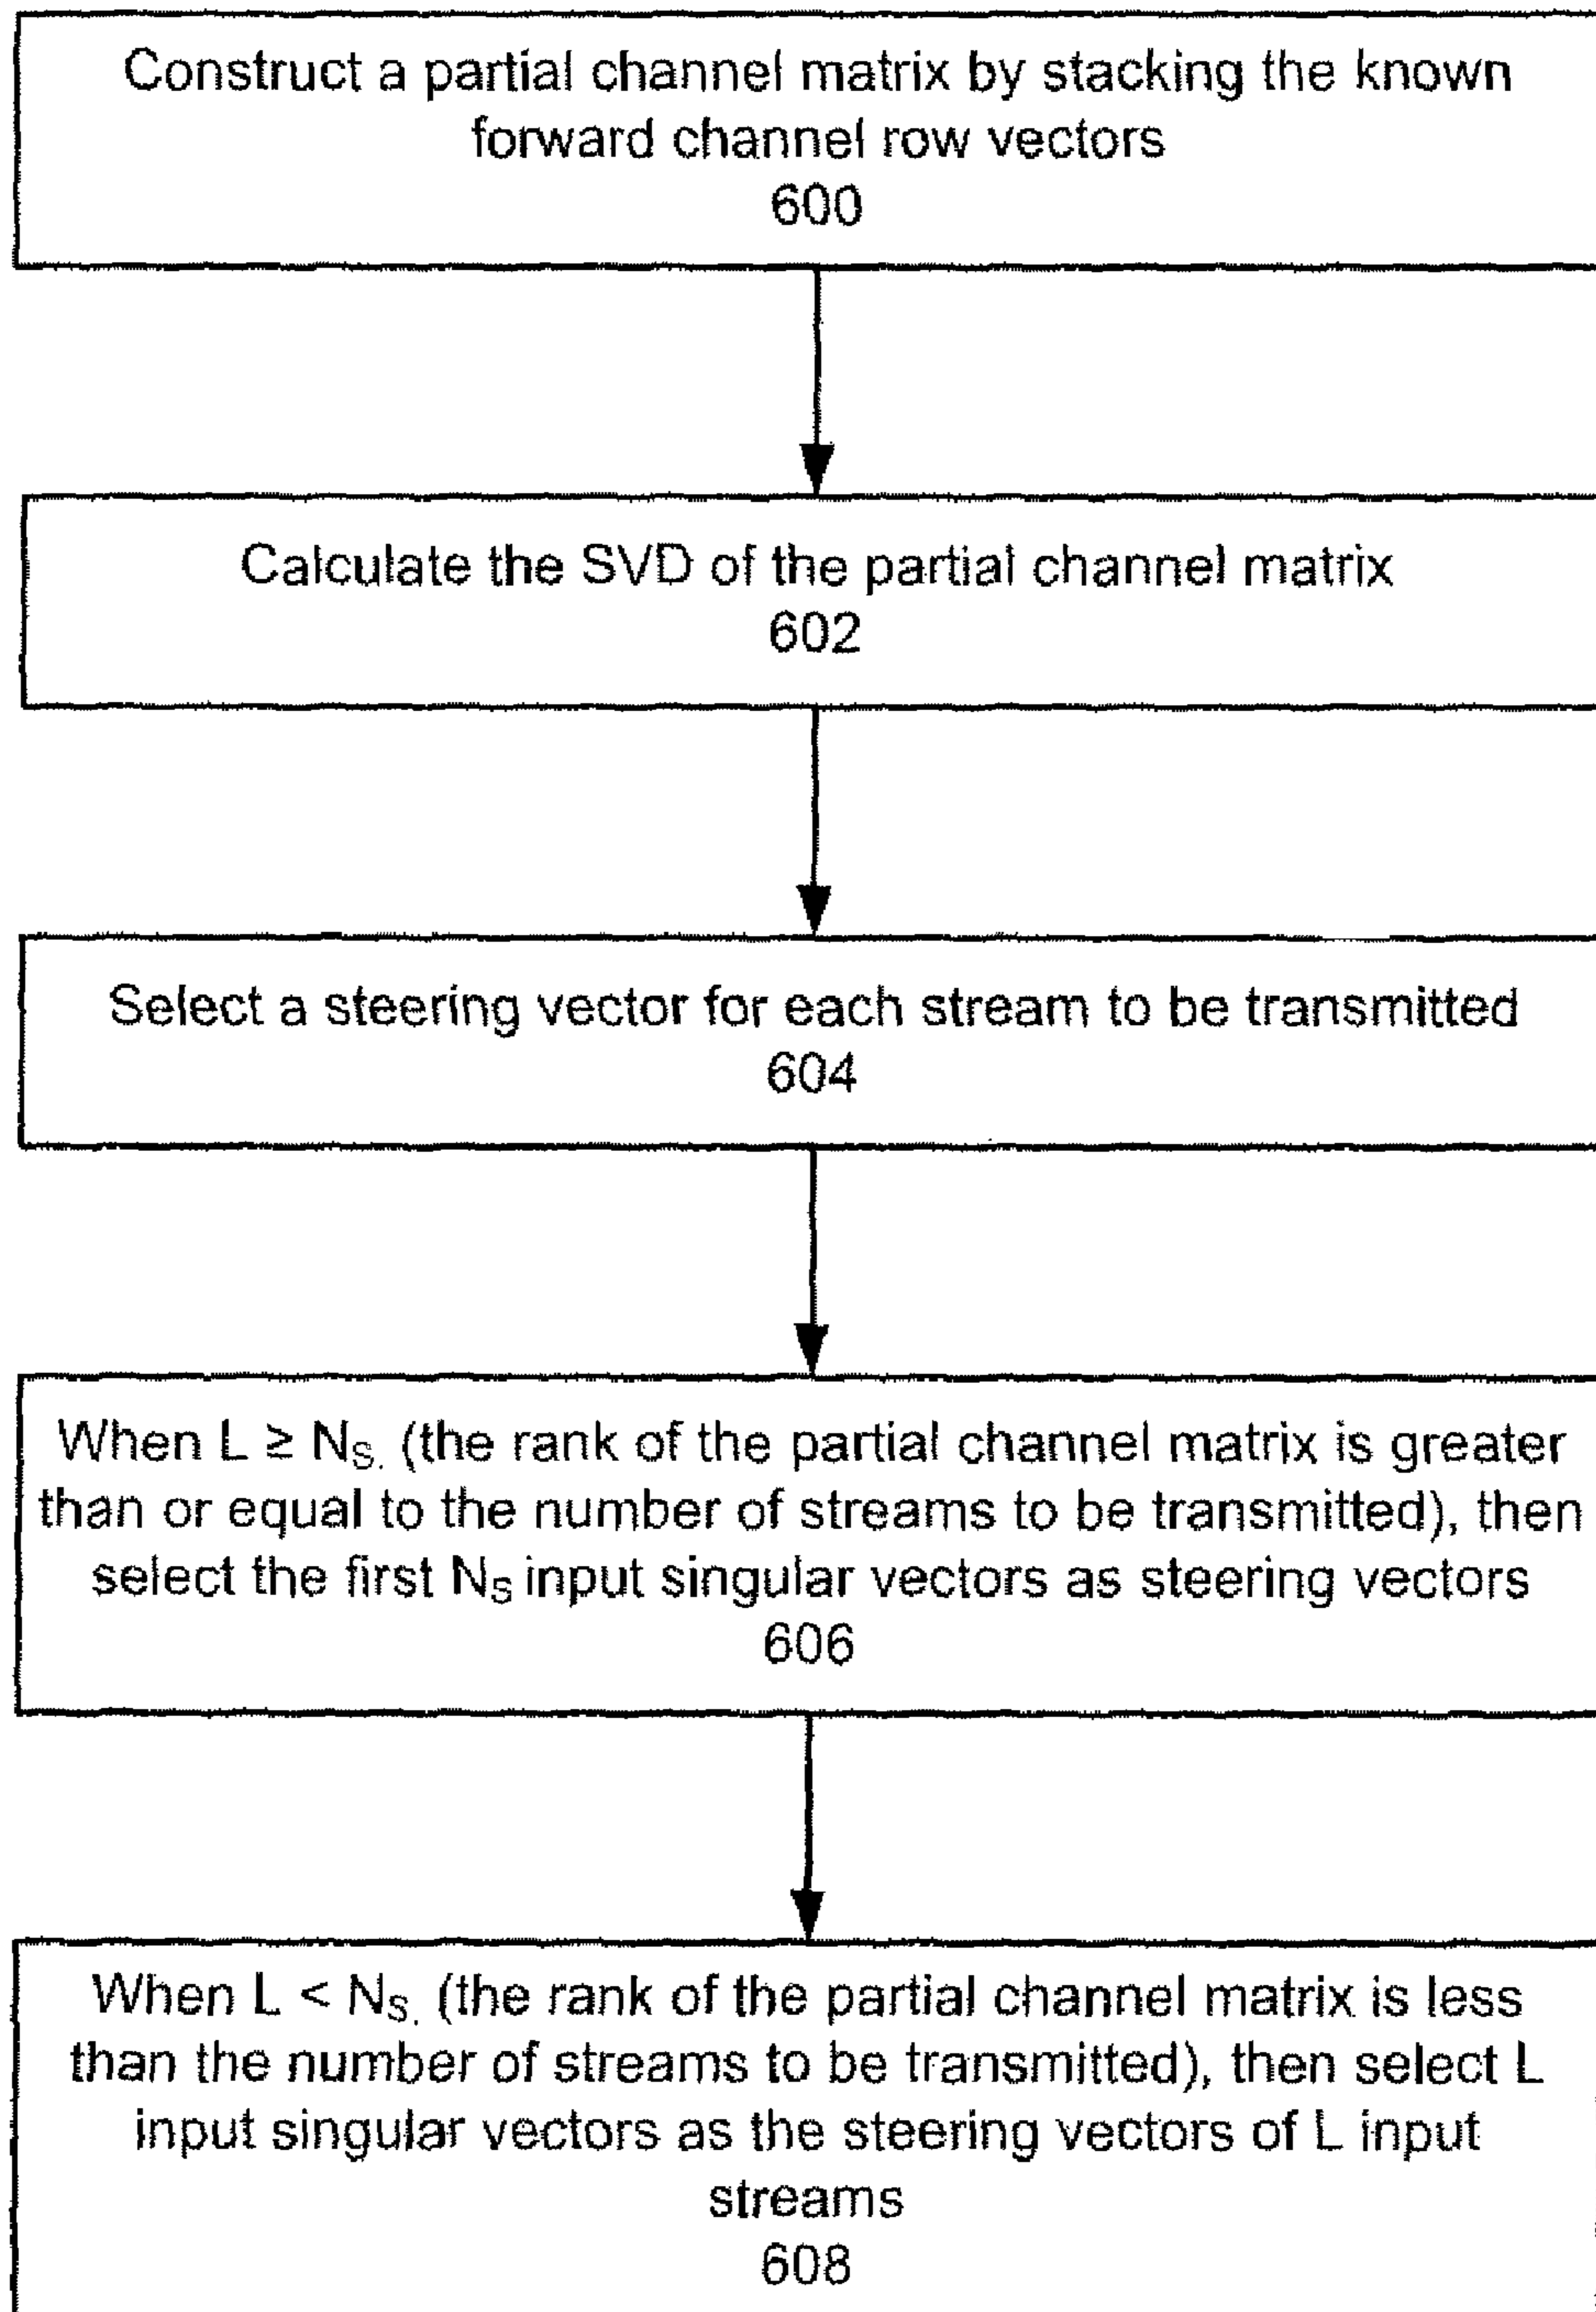 Construct a partial channel matrix by stacking the known
forward channel row vectors
600
Calculate the SVD of the partial channel matrix
602
Select a steering vector for each stream to be transmitted
604
When L ≥ NS. (the rank of the partial channel matrix is greater
than or equal to the number of streams to be transmitted), then
select the first NS input singular vectors as steering vectors
606
When L < NS. (the rank of the partial channel matrix is less
than the number of streams to be transmitted), then select L
input singular vectors as the steering vectors of L input
streams
608